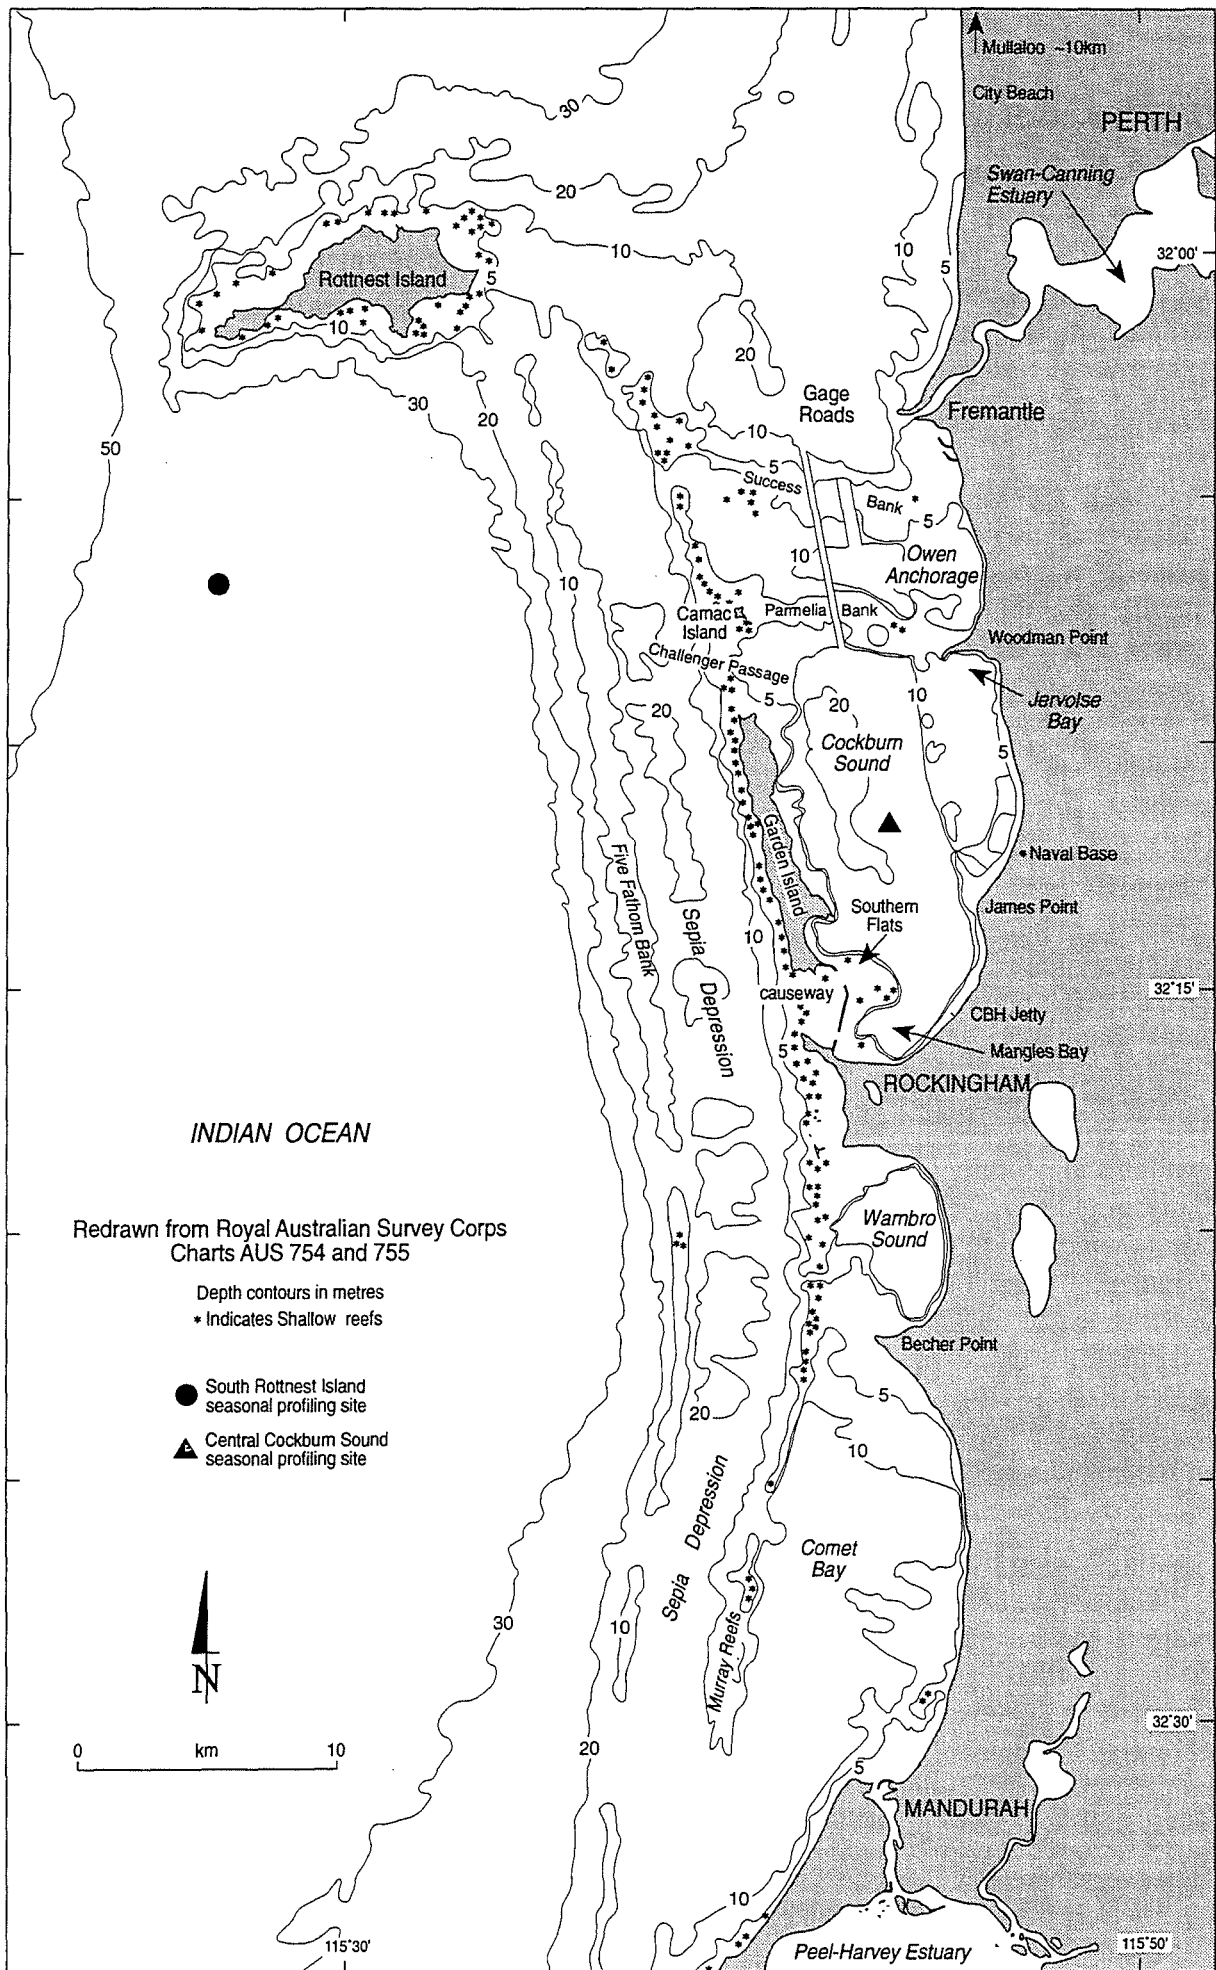 Mullaloo ~10km
City Beach
PERTH
Swan-Canning
Estuary
30
20
10
10
5
32°00'
Rottnest Island
5
10
20
30
20
50
Gage
Roads
Fremantle
10
5
Success
Bank
5
10
Owen
Anchorage
10
Carnac
Island
Parmelia
Bank
Woodman Point
Challenger Passage
5
20
10
20
Jervoise
Bay
Cockburn
Sound
5
Garden Island
Naval Base
Five Fathom Bank
Sepia
Depression
10
Southern
Flats
James Point
causeway
32°15'
CBH Jetty
5
Mangles Bay
ROCKINGHAM
INDIAN OCEAN
Redrawn from Royal Australian Survey Corps
Charts AUS 754 and 755
Depth contours in metres
* Indicates Shallow reefs
Warnbro
Sound
Becher Point
South Rottnest Island
seasonal profiling site
Central Cockburn Sound
seasonal profiling site
5
20
10
Sepia
Depression
Comet
Bay
30
10
Murray Reefs
N
32°30'
0
km
10
20
5
MANDURAH
10
115°30'
Peel-Harvey Estuary
115°50'